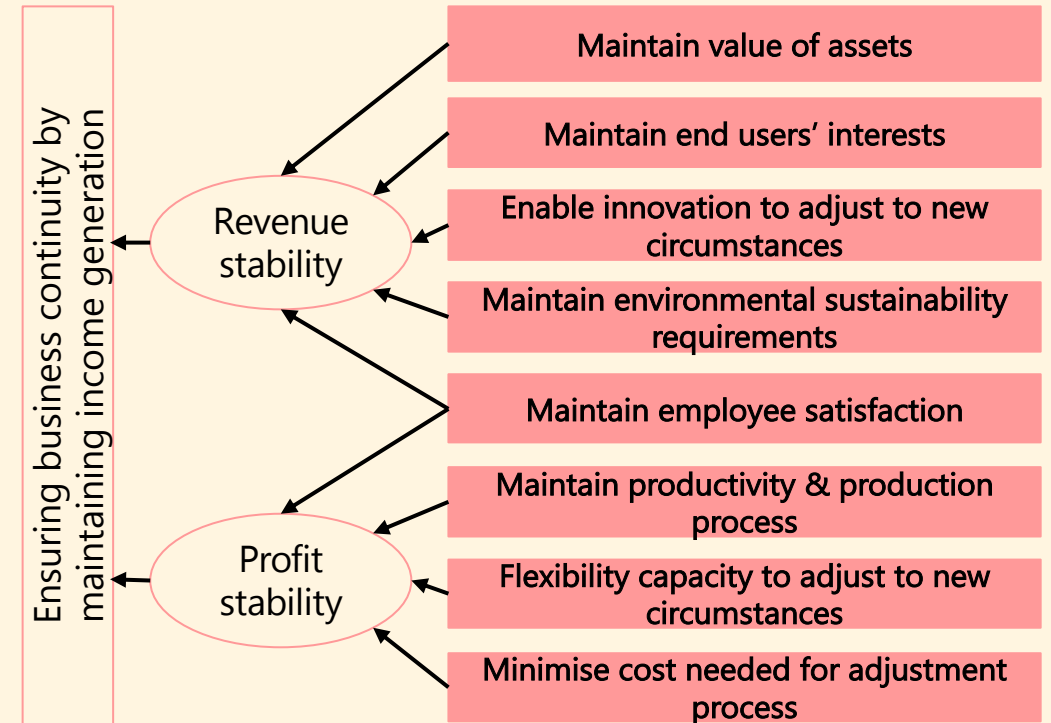 Ensuring business continuity by
maintaining income generation
Revenue
stability
Profit
stability
Maintain value of assets
Maintain end users’ interests
Enable innovation to adjust to new
circumstances
Maintain environmental sustainability
requirements
Maintain employee satisfaction
Maintain productivity & production
process
Flexibility capacity to adjust to new
circumstances
Minimise cost needed for adjustment
process